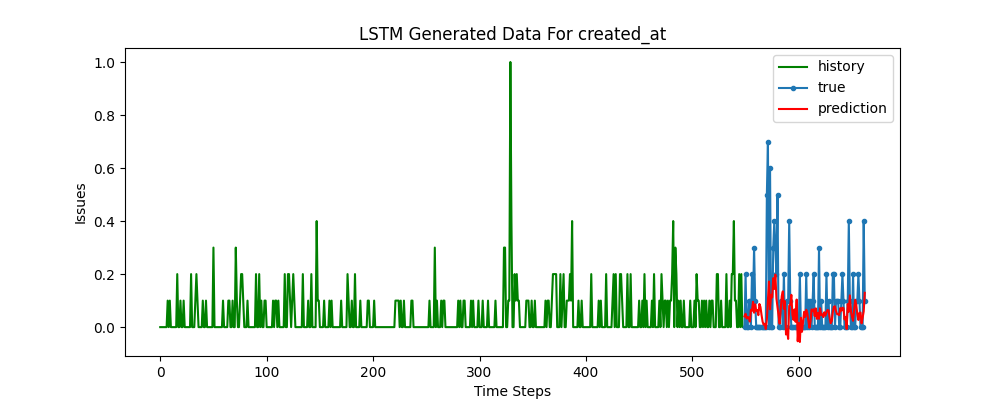 LSTM Generated Data For created_at
history
true
prediction
1.0
0.8
0.6
0.4
0.2
0.0
Issues
0
100
200
300
400
500
600
Time Steps